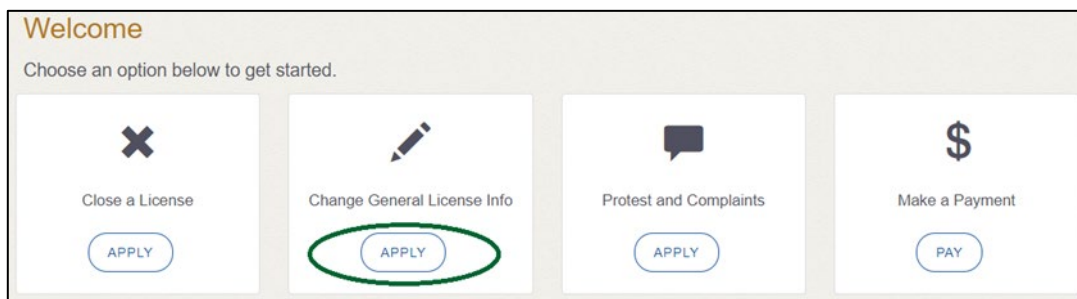 Welcome
Choose an option below to get started.
Close a License
APPLY
Change General License Info
APPLY
Protest and Complaints
APPLY
$
Make a Payment
PAY